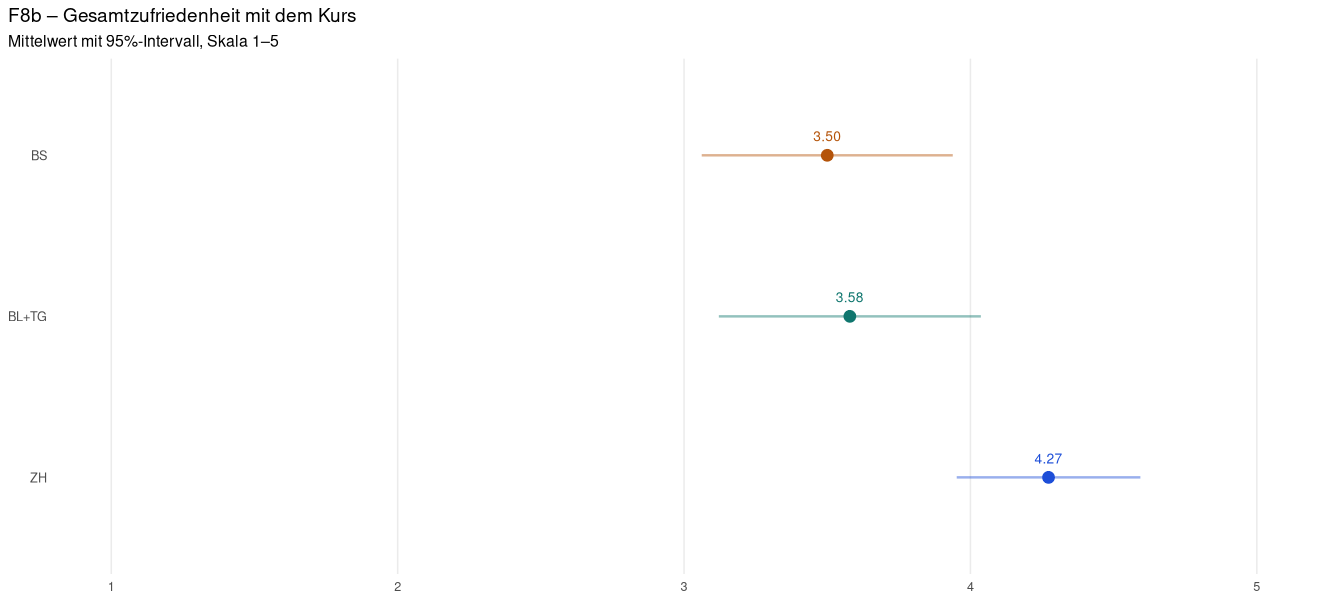 F8b – Gesamtzufriedenheit mit dem Kurs
Mittelwert mit 95%-Intervall, Skala 1–5
3.50
BS
3.58
BL+TG
4.27
ZH
1 2 3 4 5